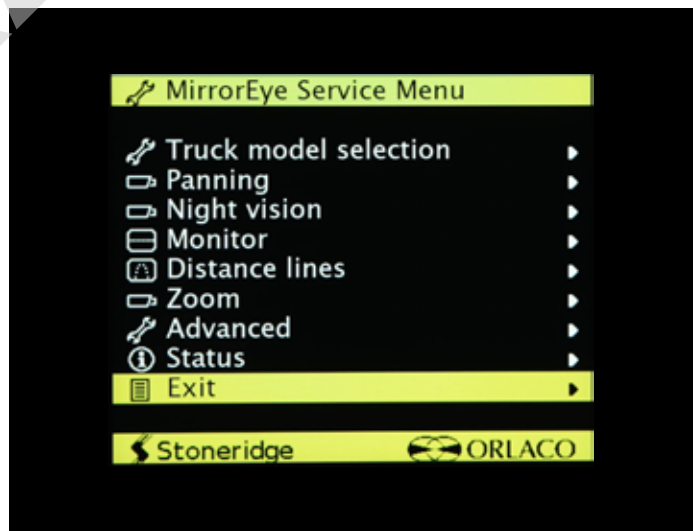 MirrorEye Service Menu
Truck model selection
Panning
Night vision
Monitor
Distance lines
Zoom
Advanced
Status
Exit
Stoneridge ORLACO